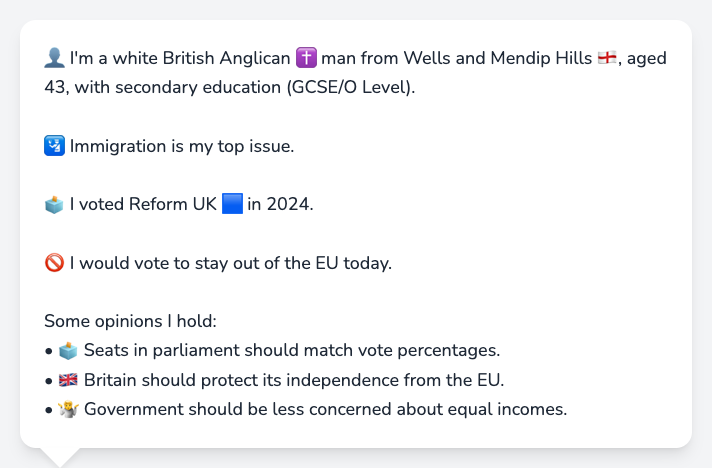 👤 I'm a white British Anglican ✝️ man from Wells and Mendip Hills 🏴󠁧󠁢󠁥󠁮󠁧󠁿, aged
43, with secondary education (GCSE/O Level).
🛂 Immigration is my top issue.
🗳️ I voted Reform UK 🟦 in 2024.
🚫 I would vote to stay out of the EU today.
Some opinions I hold:
• 🗳️ Seats in parliament should match vote percentages.
• 🇬🇧 Britain should protect its independence from the EU.
• 🤷 Government should be less concerned about equal incomes.